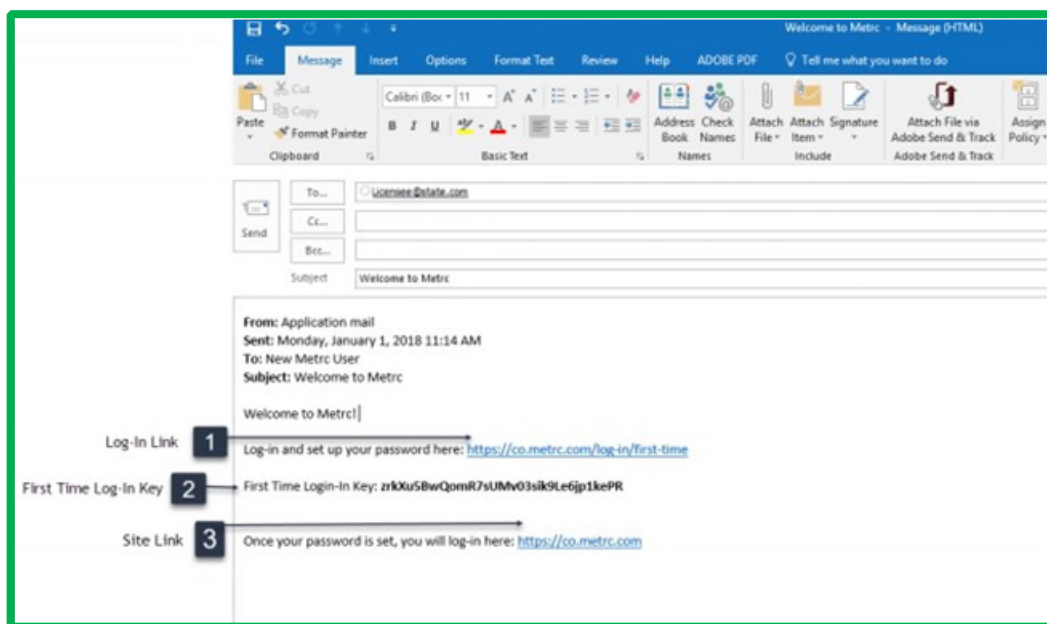 Welcome to Metrc - Message (HTML)
File Message Insert Options Format Text Review Help ADOBE PDF Tell me what you want to do
Cut
Copy
Paste
Format Painter
Clipboard
Calibri (Boc 11
B I U
Basic Text
Address Book
Check Names
Names
Attach File
Attach Item
Signature
Include
Attach File via
Adobe Send & Track
Adobe Send & Track
Assign
Policy
To... Licensee@state.com
Cc...
Send
Bcc...
Subject Welcome to Metrc
From: Application mail
Sent: Monday, January 1, 2018 11:14 AM
To: New Metrc User
Subject: Welcome to Metrc
Welcome to Metrc!
Log-In Link 1
Log-in and set up your password here: https://co.metrc.com/log-in/first-time
First Time Log-In Key 2 First Time Login-In Key: zrkXu5BwQomR7sUMv03sik9Le6jp1kePR
Site Link 3 Once your password is set, you will log-in here: https://co.metrc.com